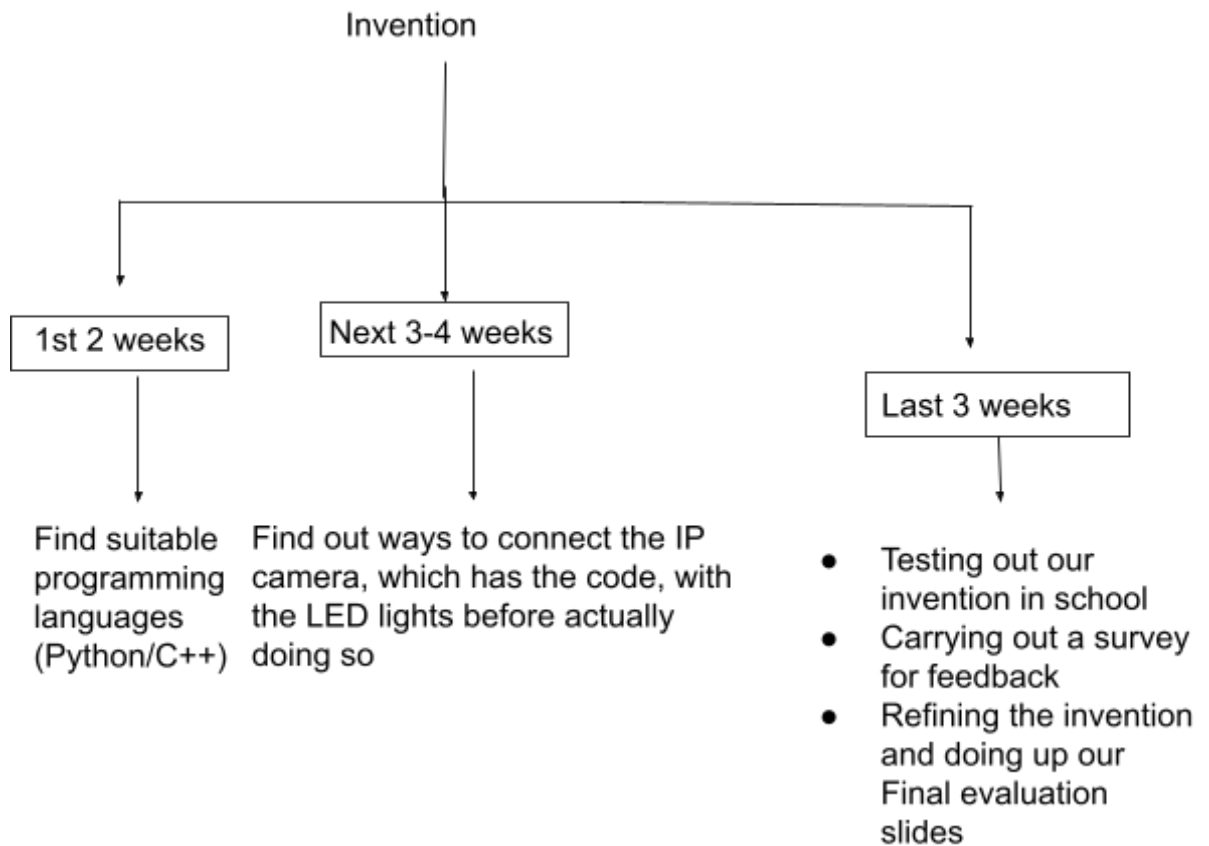 Invention
1st 2 weeks
Next 3-4 weeks
Last 3 weeks
Find suitable
programming
languages
(Python/C++)
Find out ways to connect the IP
camera, which has the code, with
the LED lights before actually
doing so
● Testing out our
invention in school
● Carrying out a survey
for feedback
● Refining the invention
and doing up our
Final evaluation
slides